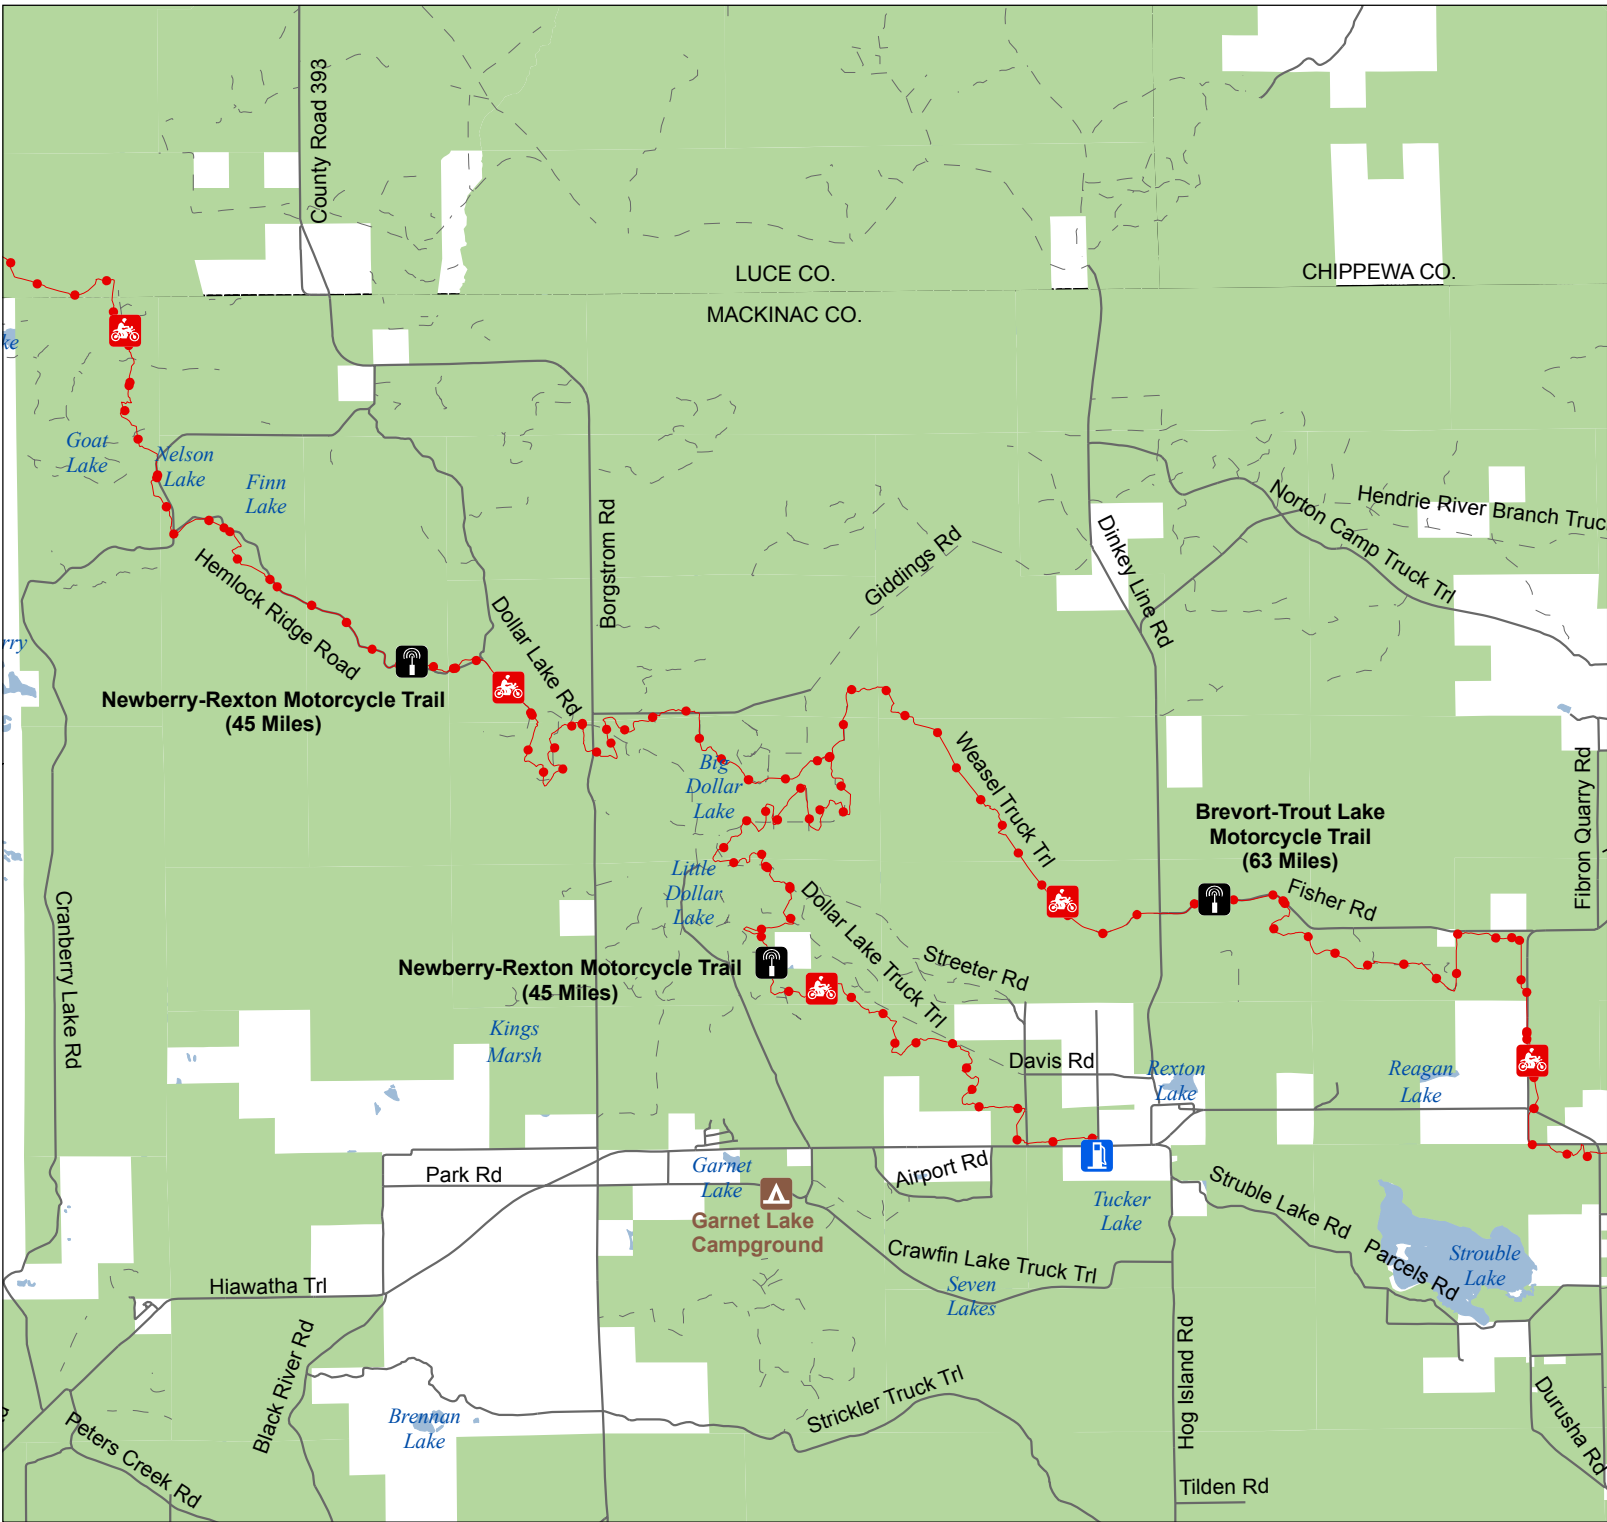 County Road 393
LUCE CO.
CHIPPEWA CO.
MACKINAC CO.
ke
Goat
Lake
Nelson
Lake
Finn
Lake
Norton Camp Truck Trl
Hendrie River Branch Truc
Borgstrom Rd
Giddings Rd
Dinkey Line Rd
Hemlock Ridge Road
Dollar Lake Rd
rry
Newberry-Rexton Motorcycle Trail
(45 Miles)
Weasel Truck Trl
Big
Dollar
Lake
Fibron Quarry Rd
Brevort-Trout Lake
Motorcycle Trail
(63 Miles)
Little
Dollar
Lake
Fisher Rd
Cranberry Lake Rd
Dollar Lake Truck Trl
Streeter Rd
Newberry-Rexton Motorcycle Trail
(45 Miles)
Kings
Marsh
Davis Rd
Rexton
Lake
Reagan
Lake
Park Rd
Garnet
Lake
Airport Rd
Garnet Lake
Campground
Tucker
Lake
Struble Lake Rd
Parcels Rd
Strouble
Lake
Hiawatha Trl
Crawfin Lake Truck Trl
Seven
Lakes
Black River Rd
Hog Island Rd
Strickler Truck Trl
Brennan
Lake
Peters Creek Rd
Durusha Rd
Tilden Rd